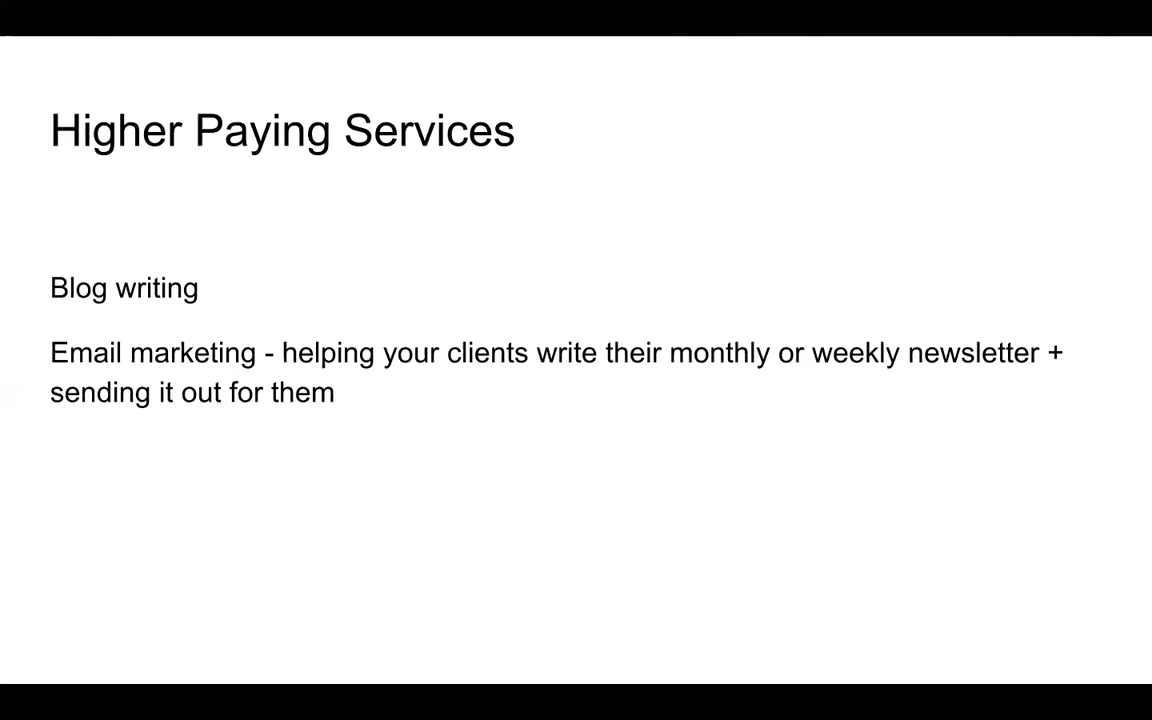 Higher Paying Services
Blog writing
Email marketing - helping your clients write their monthly or weekly newsletter +
sending it out for them